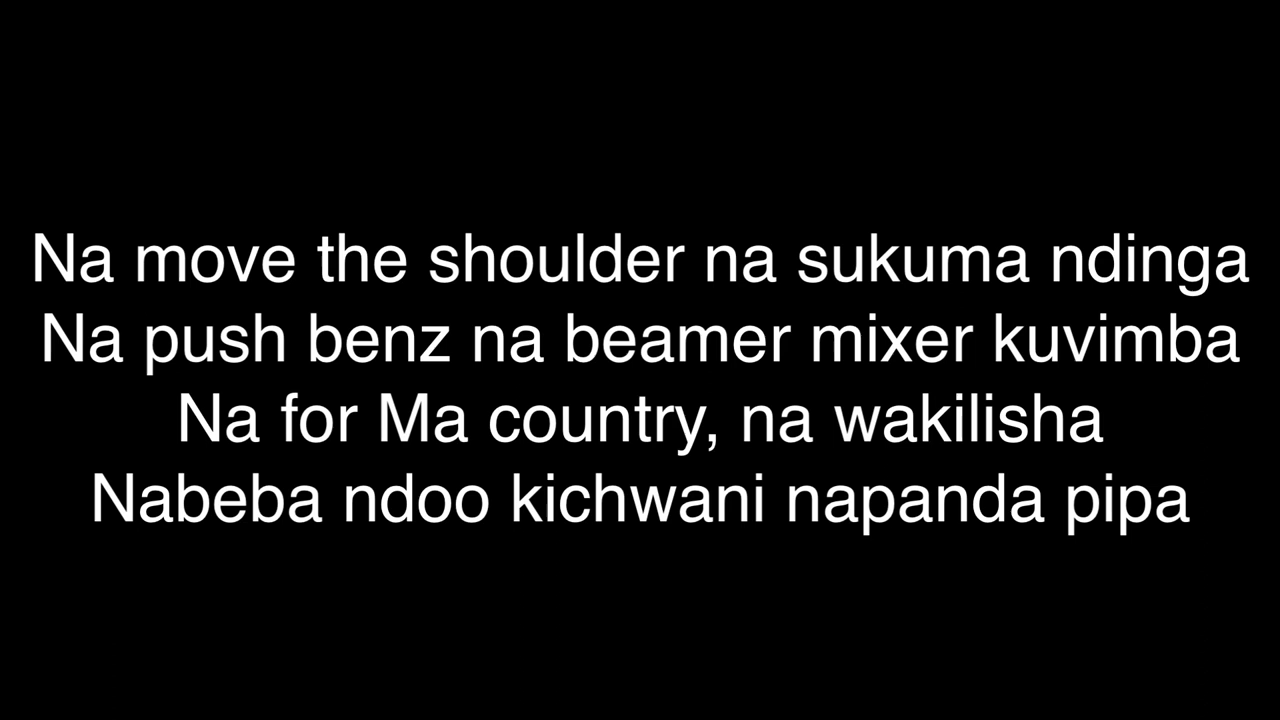 Na move the shoulder na sukuma ndinga
Na push benz na beamer mixer kuvimba
Na for Ma country, na wakilisha
Nabeba ndoo kichwani napanda pipa